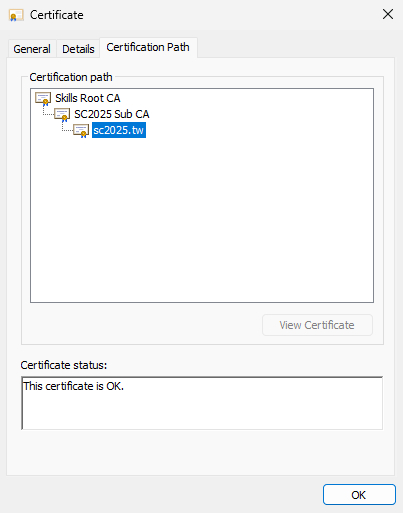 Certificate
General Details Certification Path
Certification path
Skills Root CA
SC2025 Sub CA
sc2025.tw
View Certificate
Certificate status:
This certificate is OK.
OK